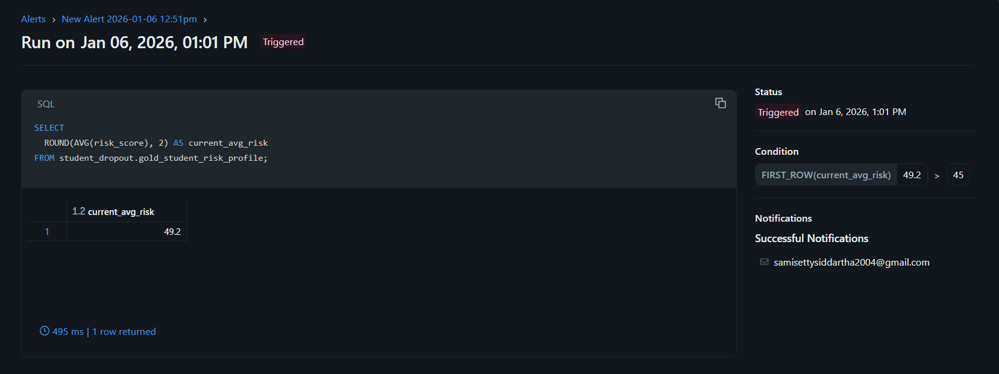 Alerts › New Alert 2026-01-06 12:51pm ›
Run on Jan 06, 2026, 01:01 PM Triggered
SQL
SELECT
ROUND(AVG(risk_score), 2) AS current_avg_risk
FROM student_dropout.gold_student_risk_profile;
1.2 current_avg_risk
1 49.2
495 ms | 1 row returned
Status
Triggered on Jan 6, 2026, 1:01 PM
Condition
FIRST_ROW(current_avg_risk) 49.2 > 45
Notifications
Successful Notifications
samisettysiddartha2004@gmail.com